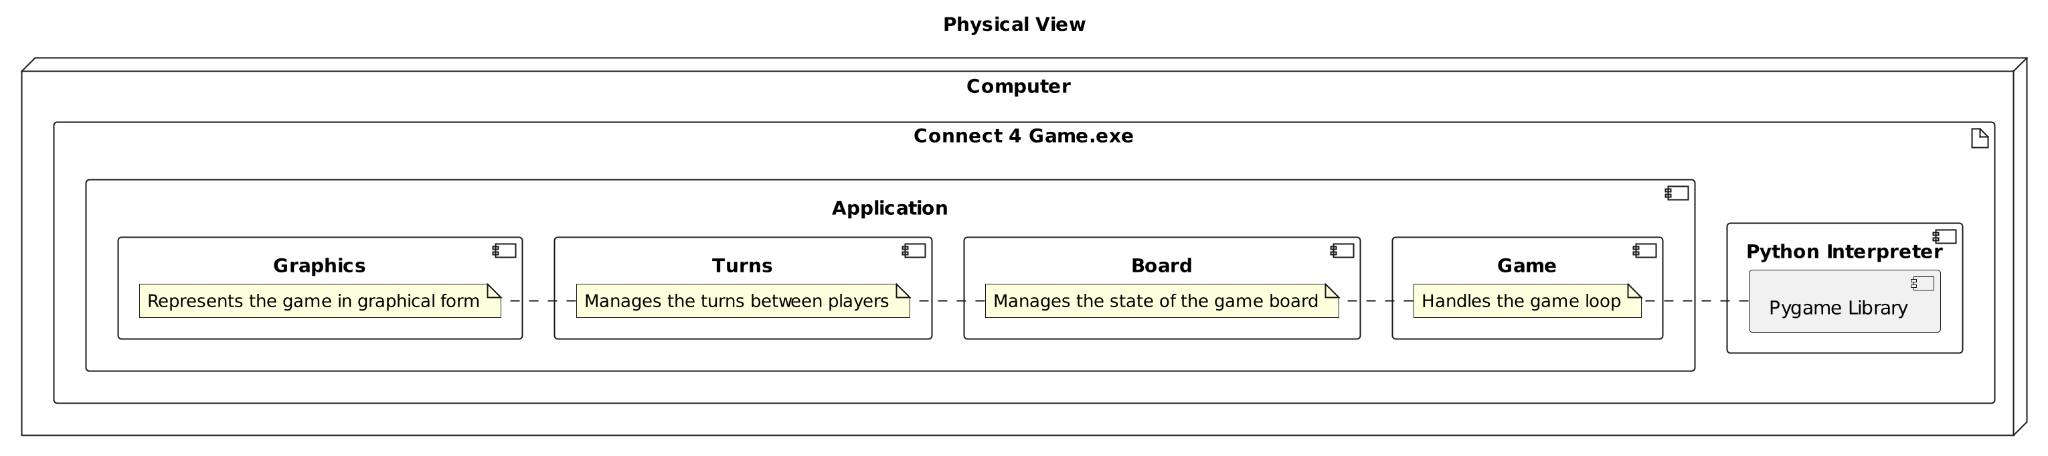 Physical View
Computer
Connect 4 Game.exe
Application
Graphics
Represents the game in graphical form
Turns
Manages the turns between players
Board
Manages the state of the game board
Game
Handles the game loop
Python Interpreter
Pygame Library